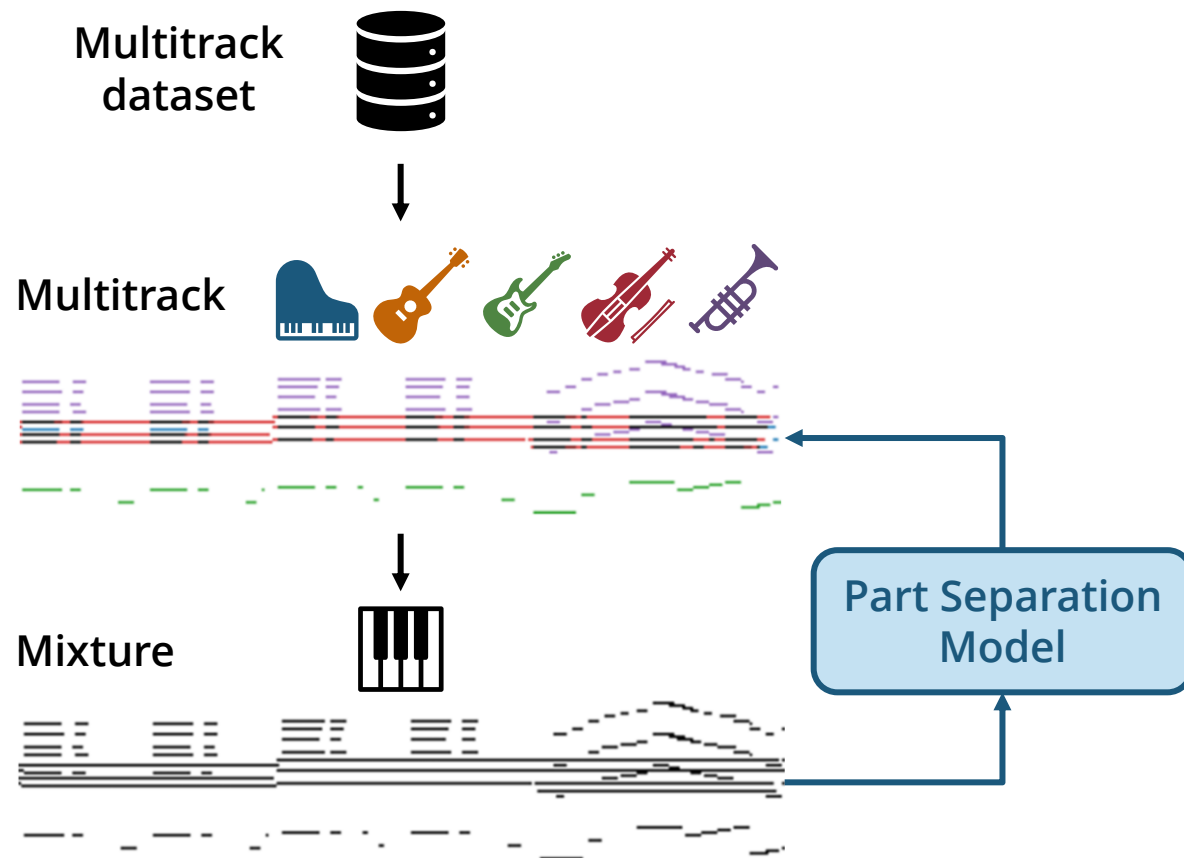 Multitrack
dataset
Multitrack
Part Separation
Model
Mixture